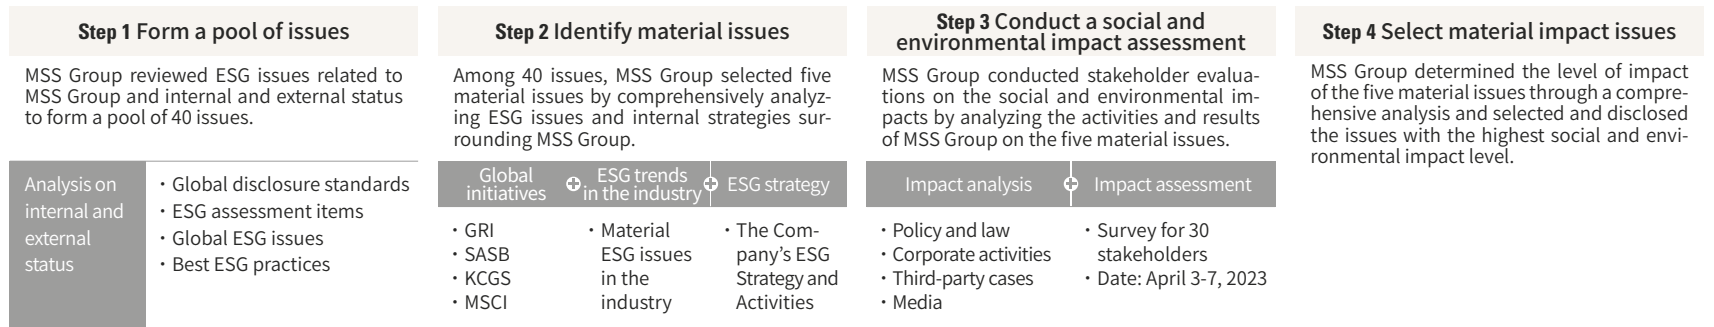 Step 1 Form a pool of issues
MSS Group reviewed ESG issues related to
MSS Group and internal and external status
to form a pool of 40 issues.
Analysis on
internal and
external
status
· Global disclosure standards
· ESG assessment items
· Global ESG issues
· Best ESG practices
Step 2 Identify material issues
Among 40 issues, MSS Group selected five
material issues by comprehensively analyz-
ing ESG issues and internal strategies sur-
rounding MSS Group.
Global
initiatives
ESG trends
in the industry
ESG strategy
· GRI
· SASB
· KCGS
· MSCI
· Material
ESG issues
in the
industry
· The Com-
pany's ESG
Strategy and
Activities
Step 3 Conduct a social and
environmental impact assessment
MSS Group conducted stakeholder evalua-
tions on the social and environmental im-
pacts by analyzing the activities and results
of MSS Group on the five material issues.
Impact analysis
Impact assessment
· Policy and law
· Corporate activities
· Third-party cases
· Media
· Survey for 30
stakeholders
· Date: April 3-7, 2023
Step 4 Select material impact issues
MSS Group determined the level of impact
of the five material issues through a compre-
hensive analysis and selected and disclosed
the issues with the highest social and envi-
ronmental impact level.